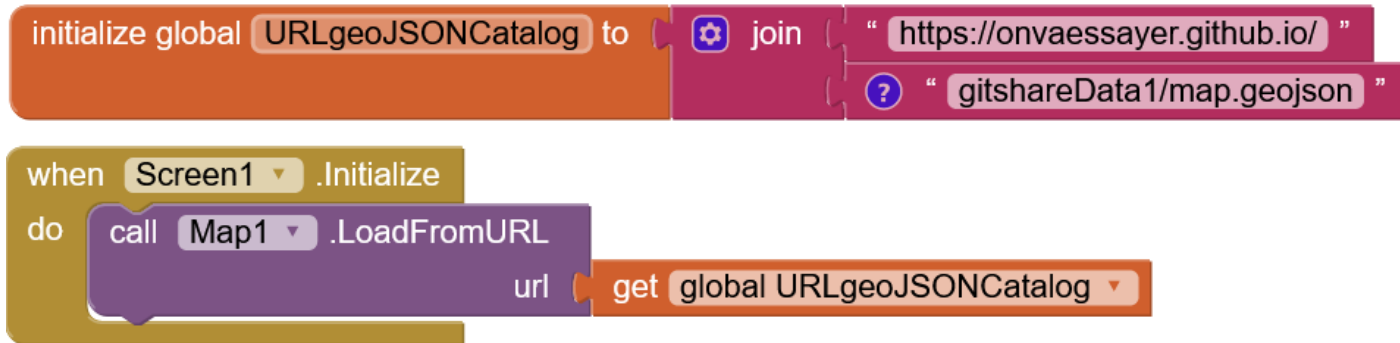 initialize global URLgeoJSONCatalog to join “ https://onvaessayer.github.io/ ”
? “ gitshareData1/map.geojson ”
when Screen1 .Initialize
do call Map1 .LoadFromURL
url get global URLgeoJSONCatalog